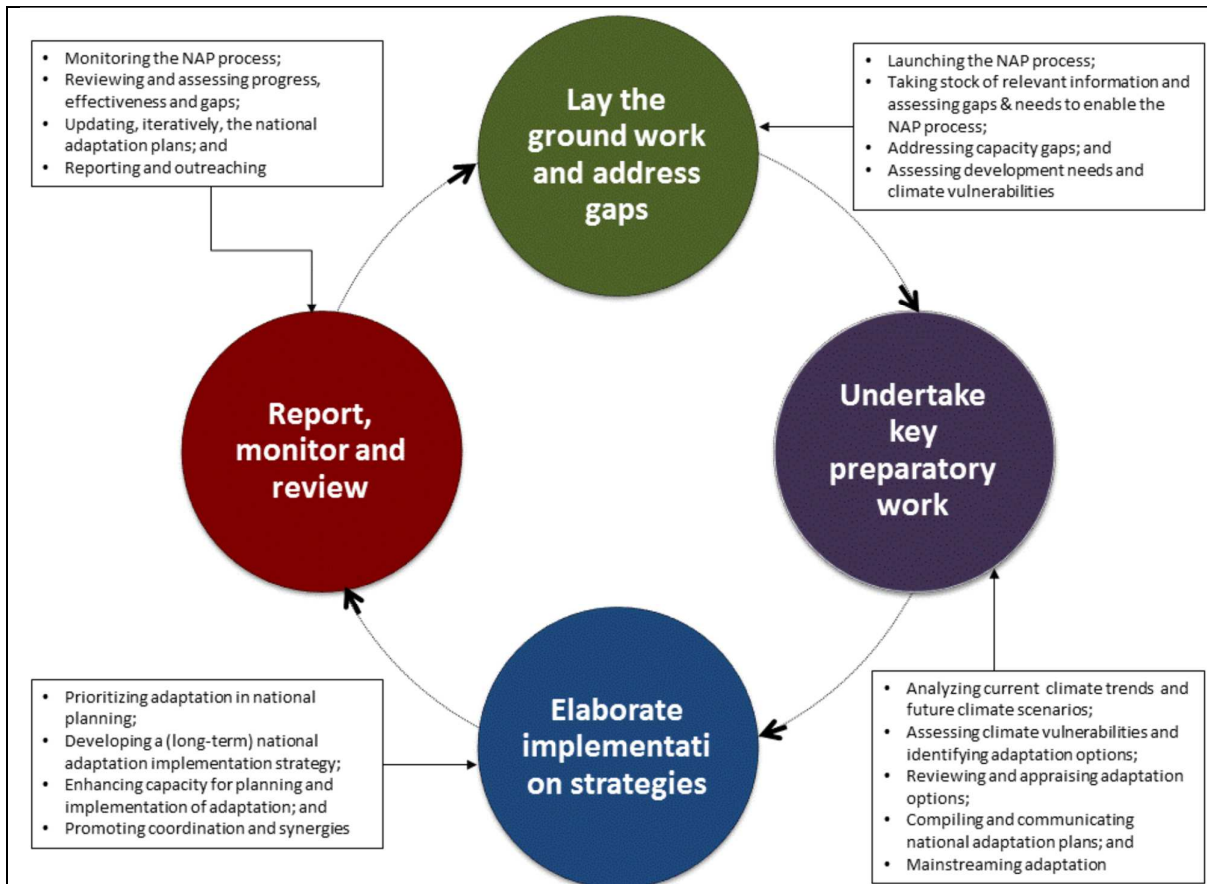 • Monitoring the NAP process;
• Reviewing and assessing progress,
effectiveness and gaps;
• Updating, iteratively, the national
adaptation plans; and
• Reporting and outreaching
Lay the
ground work
and address
gaps
• Launching the NAP process;
• Taking stock of relevant information and
assessing gaps & needs to enable the
NAP process;
• Addressing capacity gaps; and
• Assessing development needs and
climate vulnerabilities
Report,
monitor and
review
Undertake
key
preparatory
work
• Prioritizing adaptation in national
planning;
• Developing a (long-term) national
adaptation implementation strategy;
• Enhancing capacity for planning and
implementation of adaptation; and
• Promoting coordination and synergies
Elaborate
implementati
on strategies
• Analyzing current climate trends and
future climate scenarios;
• Assessing climate vulnerabilities and
identifying adaptation options;
• Reviewing and appraising adaptation
options;
• Compiling and communicating
national adaptation plans; and
• Mainstreaming adaptation